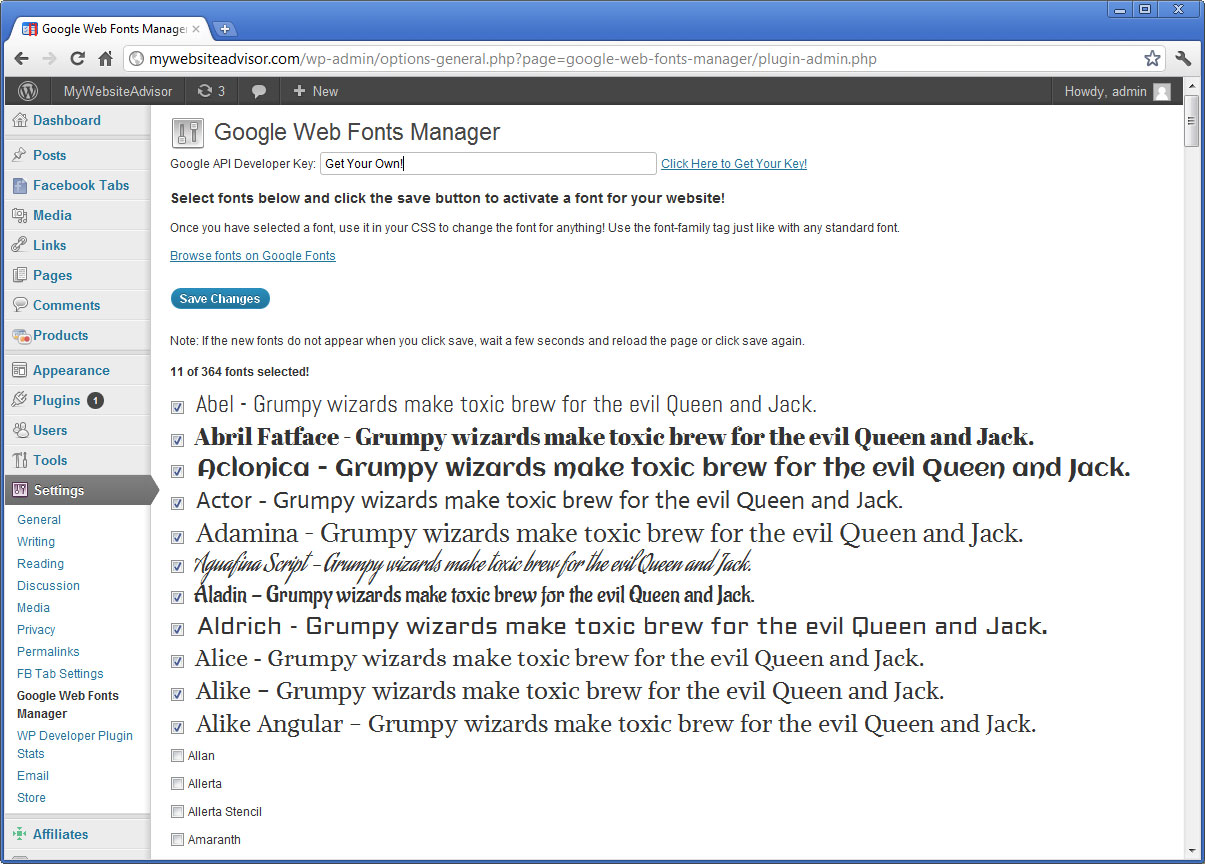 Google Web Fonts Manage
mywebsiteadvisor.com/wp-admin/options-general.php?page=google-web-fonts-manager/plugin-admin.php
MyWebsiteAdvisor 3 + New Howdy, admin
Dashboard
Posts
Facebook Tabs
Media
Links
Pages
Comments
Products
Appearance
Plugins 1
Users
Tools
Settings
General
Writing
Reading
Discussion
Media
Privacy
Permalinks
FB Tab Settings
Google Web Fonts
Manager
WP Developer Plugin
Stats
Email
Store
Affiliates
Google Web Fonts Manager
Google API Developer Key: Get Your Own! Click Here to Get Your Key!
Select fonts below and click the save button to activate a font for your website!
Once you have selected a font, use it in your CSS to change the font for anything! Use the font-family tag just like with any standard font.
Browse fonts on Google Fonts
Save Changes
Note: If the new fonts do not appear when you click save, wait a few seconds and reload the page or click save again.
11 of 364 fonts selected!
Abel - Grumpy wizards make toxic brew for the evil Queen and Jack.
Abril Fatface - Grumpy wizards make toxic brew for the evil Queen and Jack.
Aclonica - Grumpy wizards make toxic brew for the evil Queen and Jack.
Actor - Grumpy wizards make toxic brew for the evil Queen and Jack.
Adamina - Grumpy wizards make toxic brew for the evil Queen and Jack.
Aguafina Script - Grumpy wizards make toxic brew for the evil Queen and Jack.
Aladin - Grumpy wizards make toxic brew for the evil Queen and Jack.
Aldrich - Grumpy wizards make toxic brew for the evil Queen and Jack.
Alice - Grumpy wizards make toxic brew for the evil Queen and Jack.
Alike - Grumpy wizards make toxic brew for the evil Queen and Jack.
Alike Angular - Grumpy wizards make toxic brew for the evil Queen and Jack.
Allan
Allerta
Allerta Stencil
Amaranth